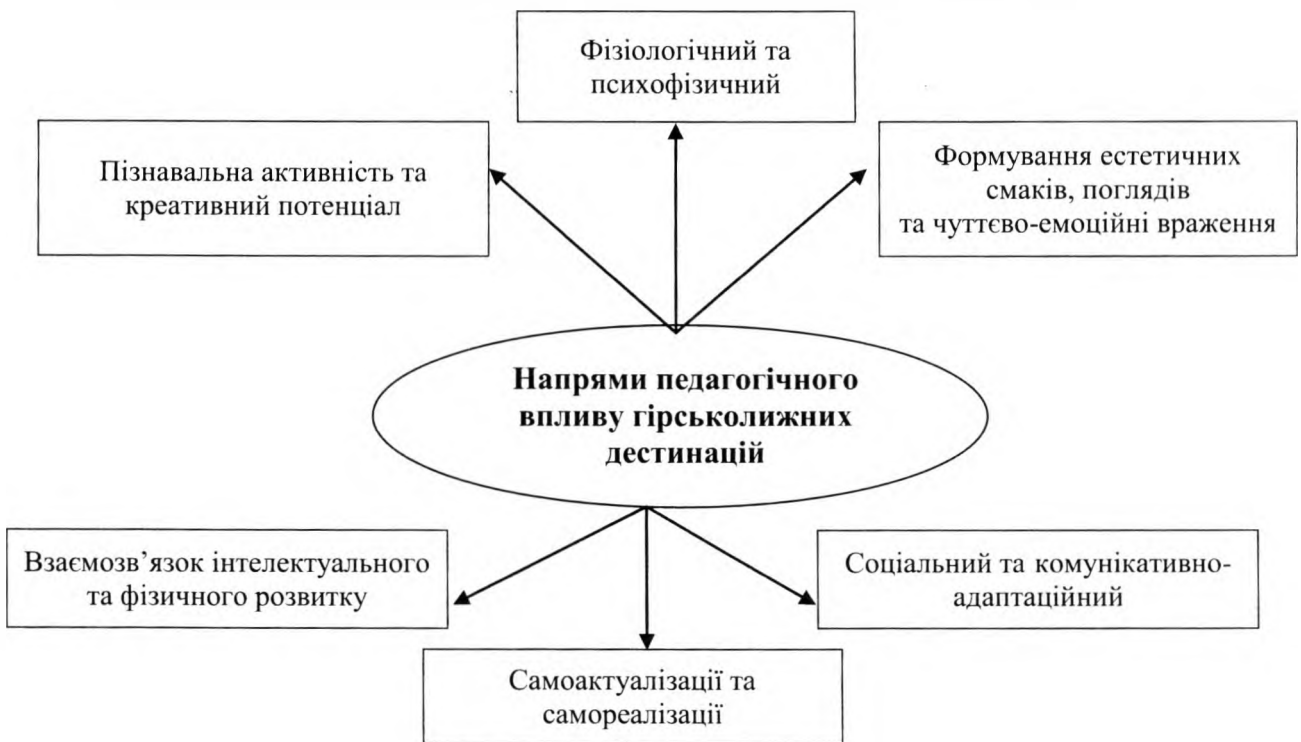 Фізіологічний та
психофізичний
Пізнавальна активність та
креативний потенціал
Формування естетичних
смаків, поглядів
та чуттєво-емоційні враження
Напрями педагогічного
впливу гірськолижних
дестинацій
Взаємозв’язок інтелектуального
та фізичного розвитку
Соціальний та комунікативно-
адаптаційний
Самоактуалізації та
самореалізації